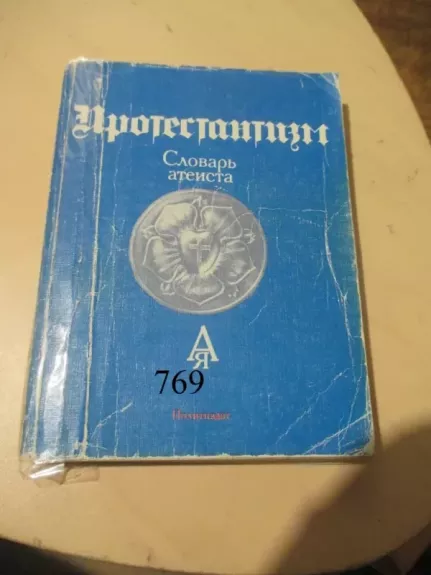 Протестантизм
Словарь
атеиста
А
Я
769